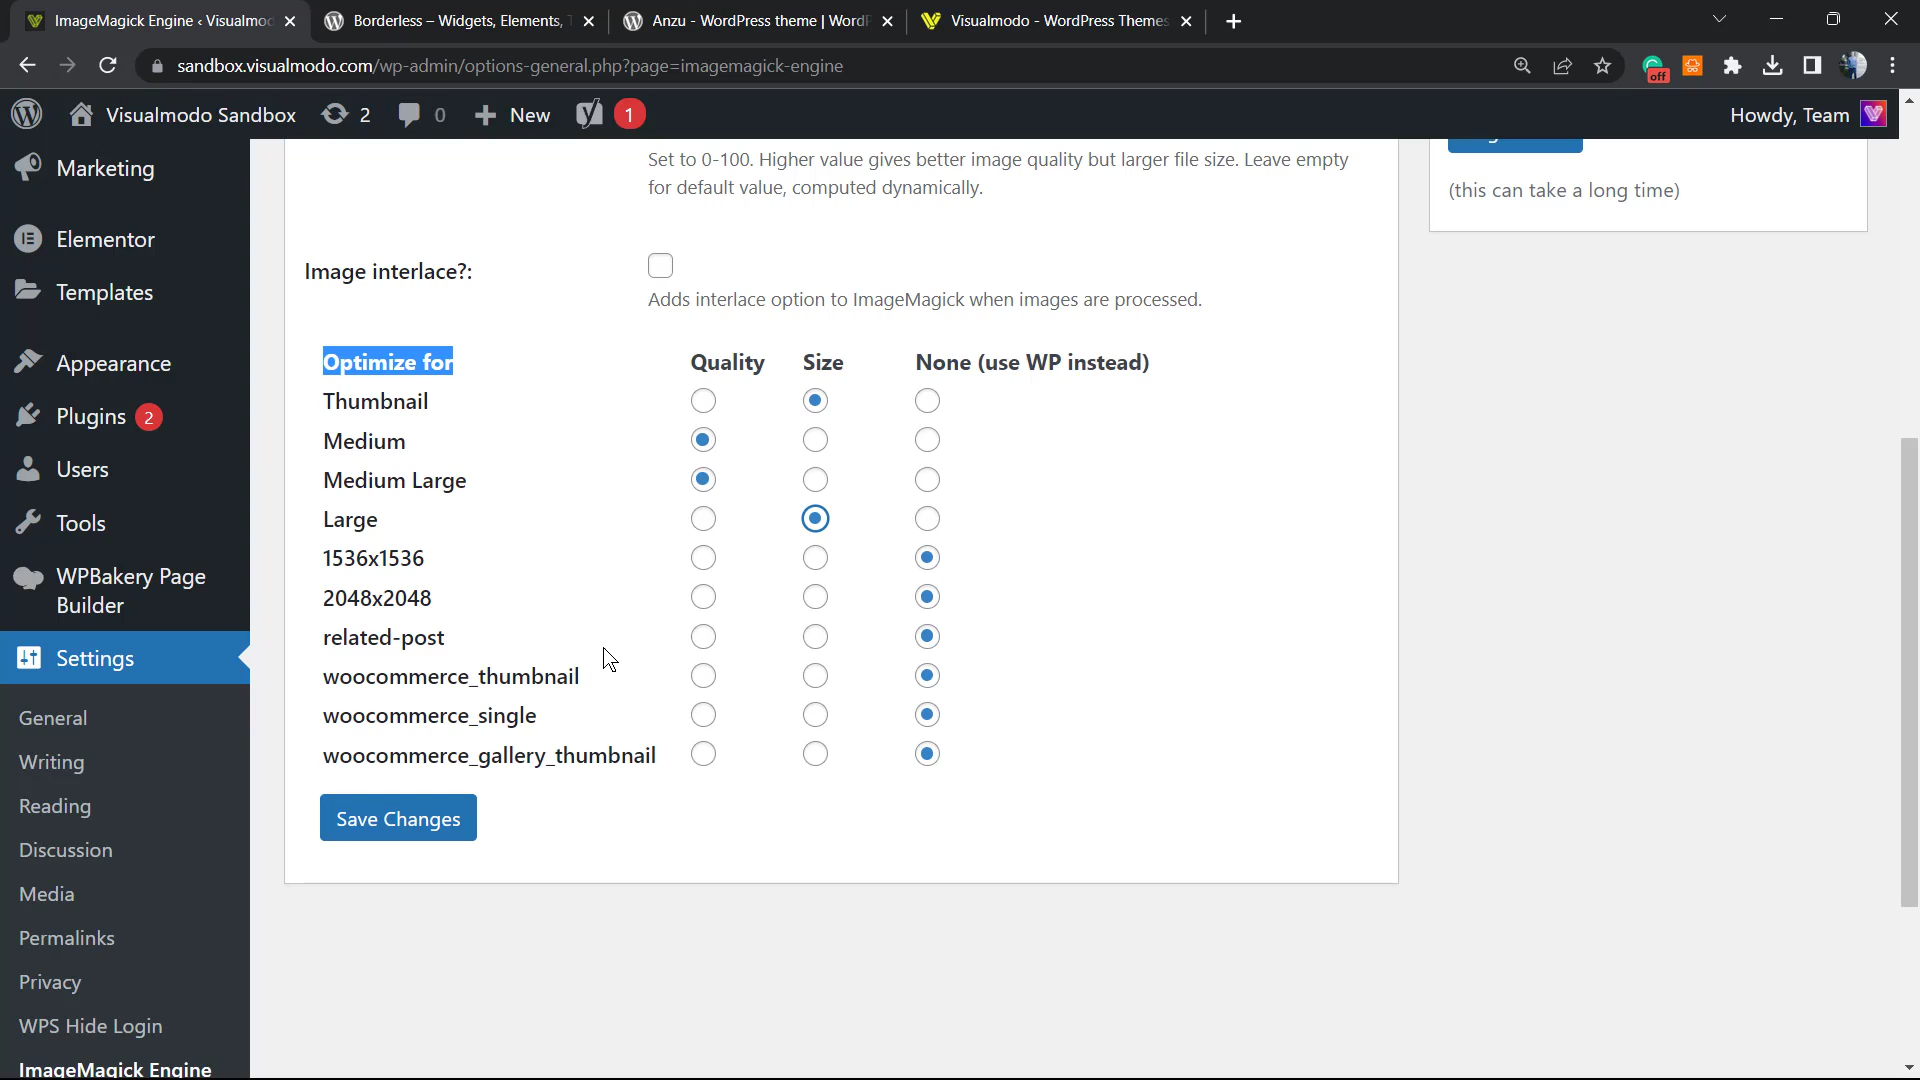 ImageMagick Engine ‹ Visualmod
Borderless – Widgets, Elements, T
Anzu - WordPress theme | WordP
Visualmodo - WordPress Themes
sandbox.visualmodo.com/wp-admin/options-general.php?page=imagemagick-engine
off
Visualmodo Sandbox
2
0
New
1
Howdy, Team
Marketing
Elementor
Templates
Appearance
Plugins 2
Users
Tools
WPBakery Page
Builder
Settings
General
Writing
Reading
Discussion
Media
Permalinks
Privacy
WPS Hide Login
ImageMagick Engine
Set to 0-100. Higher value gives better image quality but larger file size. Leave empty
for default value, computed dynamically.
Image interlace?:
Adds interlace option to ImageMagick when images are processed.
Optimize for Quality Size None (use WP instead)
Thumbnail
Medium
Medium Large
Large
1536x1536
2048x2048
related-post
woocommerce_thumbnail
woocommerce_single
woocommerce_gallery_thumbnail
Save Changes
(this can take a long time)